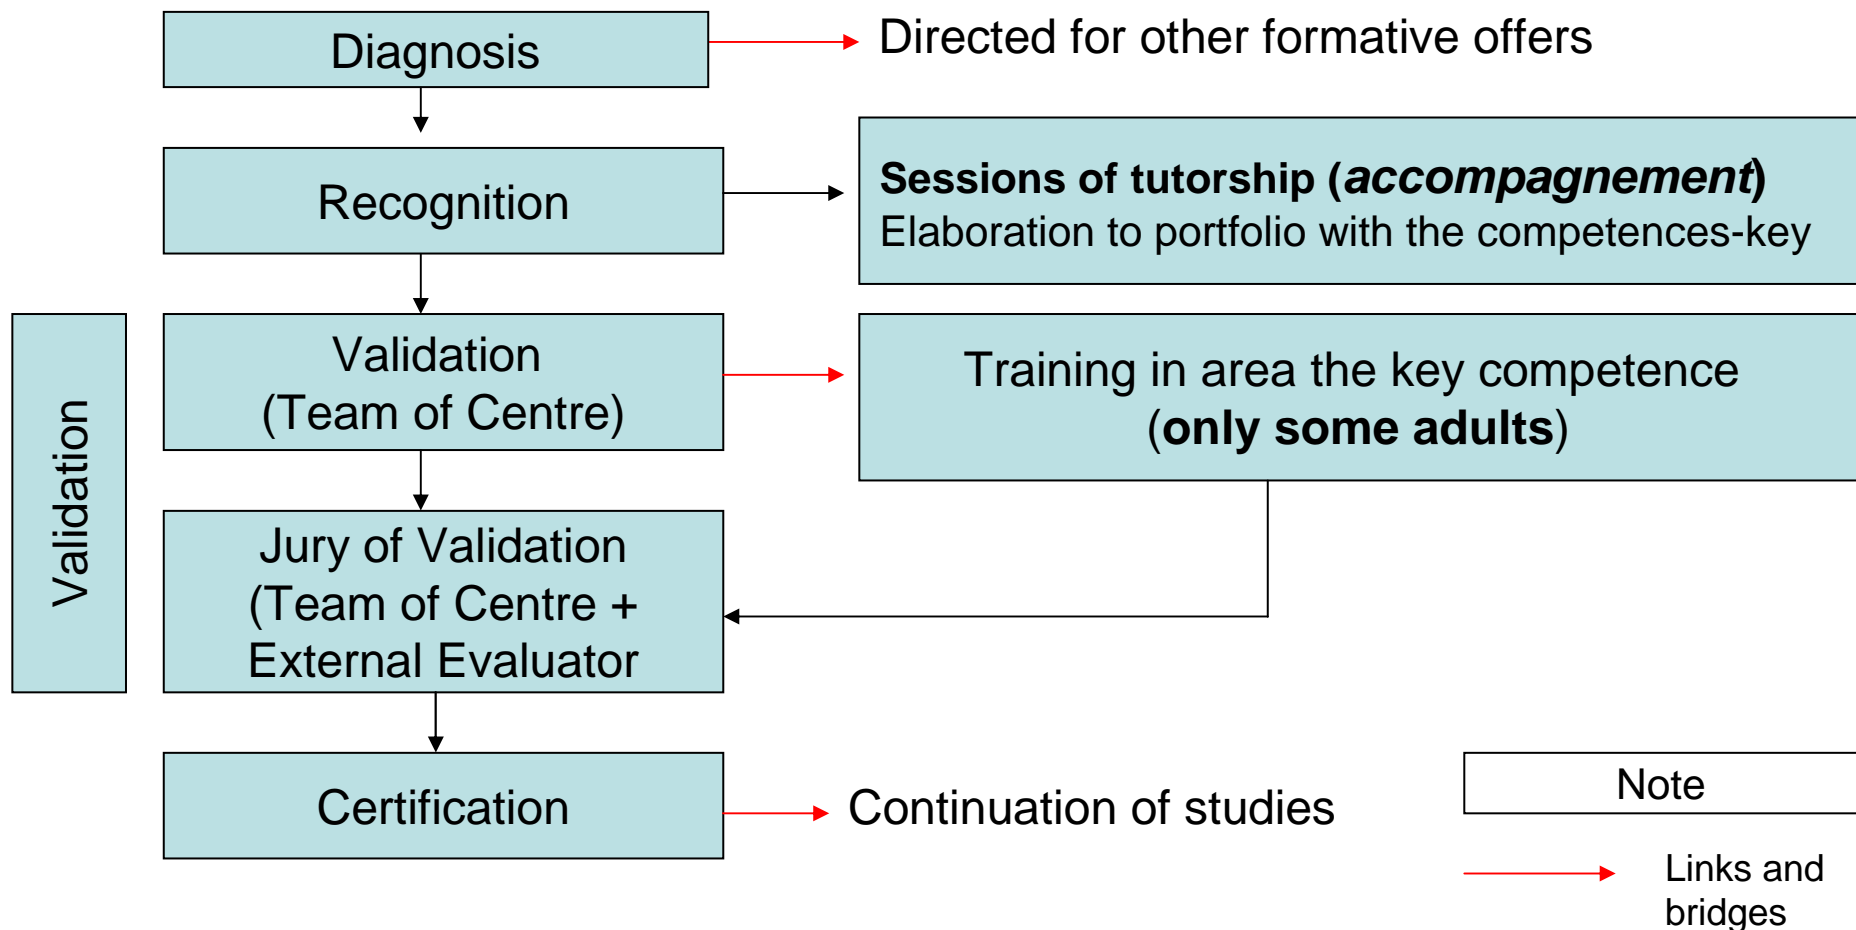 Diagnosis
Directed for other formative offers
Recognition
Sessions of tutorship (accompagnement)
Elaboration to portfolio with the competences-key
Validation
Validation
(Team of Centre)
Training in area the key competence
(only some adults)
Jury of Validation
(Team of Centre +
External Evaluator
Certification
Continuation of studies
Note
Links and
bridges